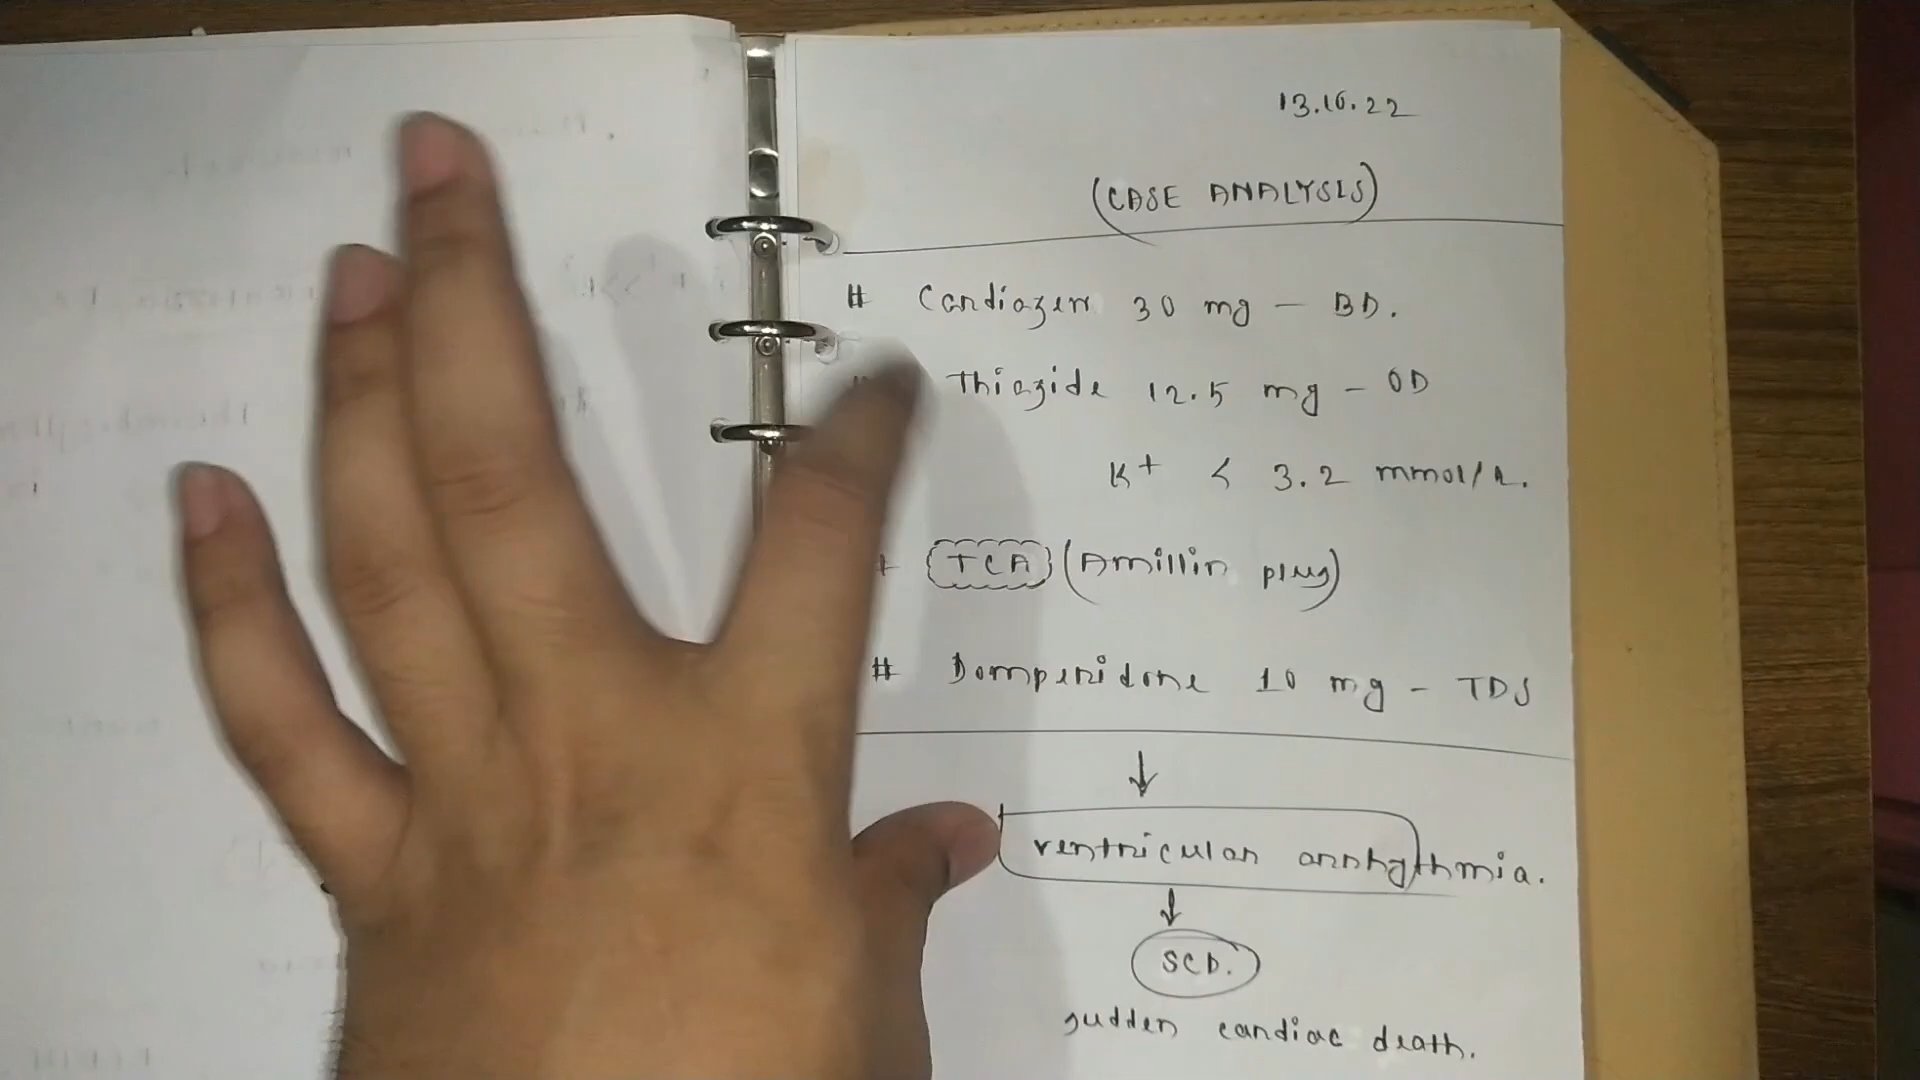 13.10.22
(CASE ANALYSIS)
# Cardiazem 30 mg - BD.
Thiazide 12.5 mg - OD
K+ < 3.2 mmol/L.
TCA (Amillin plus)
# Domperidone 10 mg - TDS
↓
ventricular arrhythmia.
↓
SCD.
sudden cardiac death.